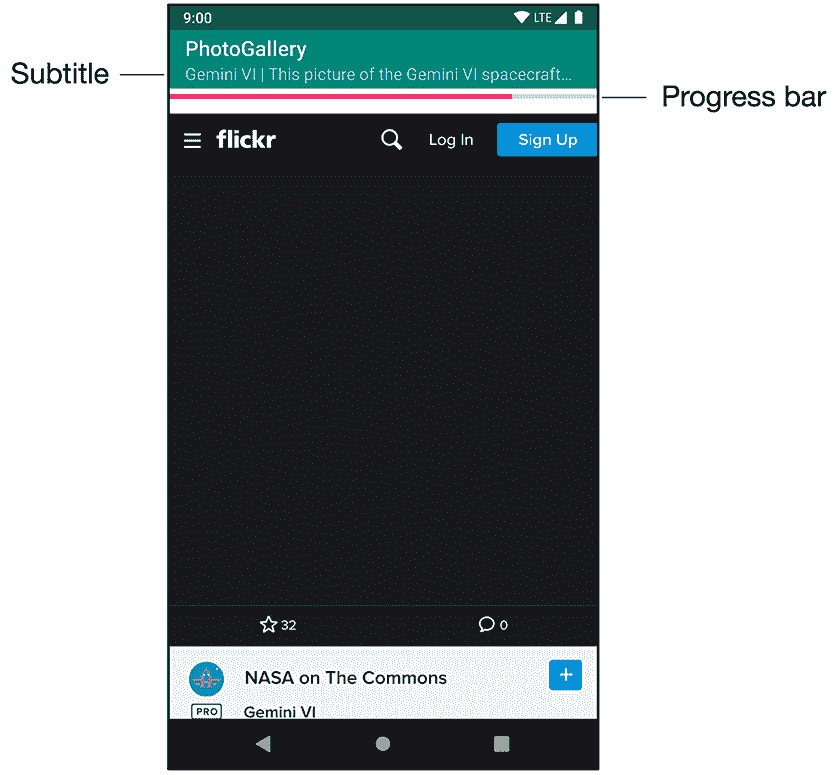 9:00 LTE
PhotoGallery
Subtitle
Gemini VI | This picture of the Gemini VI spacecraft...
Progress bar
flickr Log In Sign Up
32 0
NASA on The Commons +
PRO Gemini VI